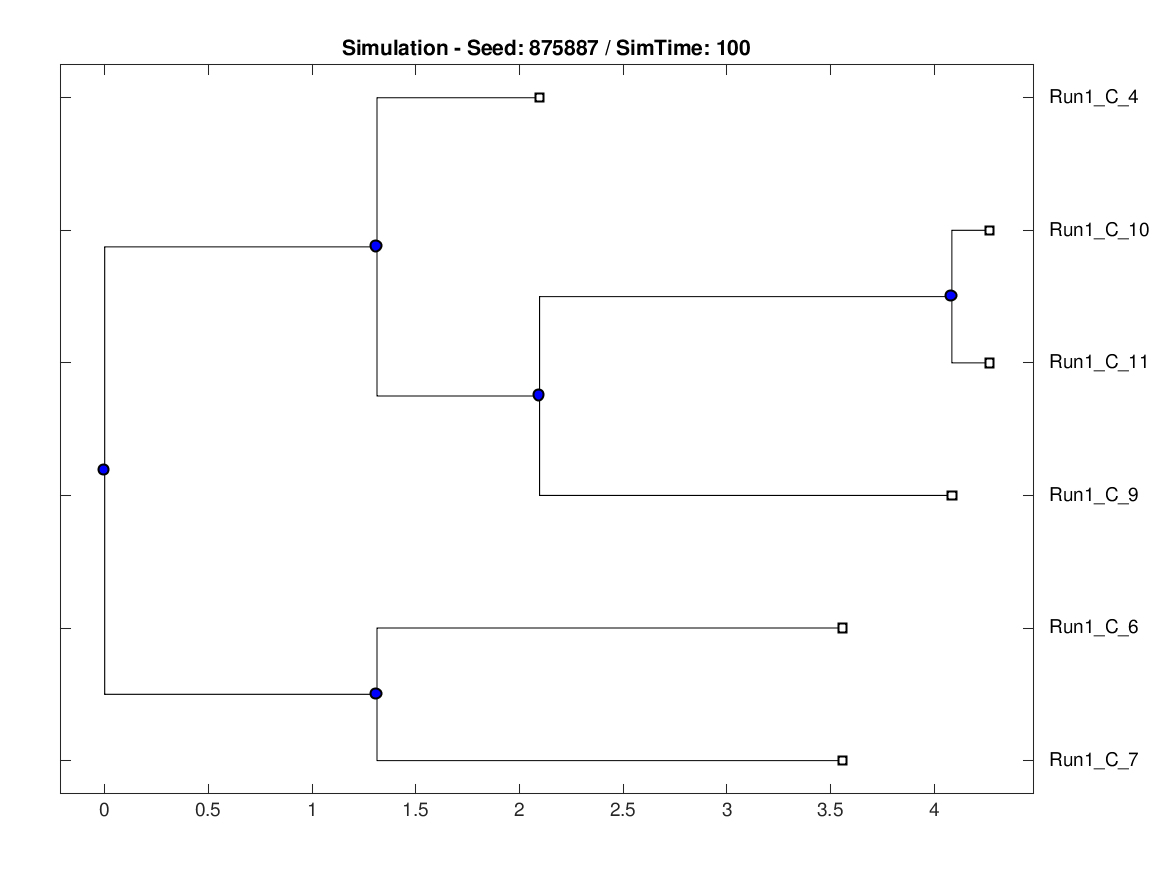 Simulation - Seed: 875887 / SimTime: 100
Run1_C_4
Run1_C_10
Run1_C_11
Run1_C_9
Run1_C_6
Run1_C_7
0 0.5 1 1.5 2 2.5 3 3.5 4